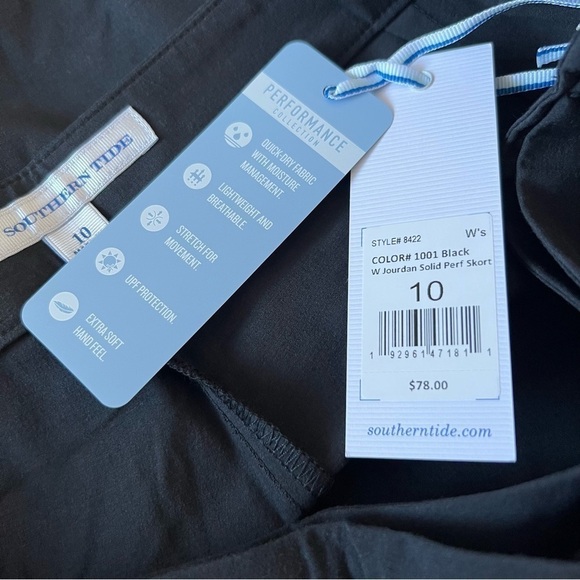 SOUTHERN TIDE
10
PERFORMANCE
COLLECTION
QUICK-DRY FABRIC
WITH MOISTURE
MANAGEMENT.
LIGHTWEIGHT AND
BREATHABLE.
STRETCH FOR
MOVEMENT.
UPF PROTECTION.
EXTRA SOFT
HAND FEEL.
STYLE# 8422 W's
COLOR# 1001 Black
W Jourdan Solid Perf Skort
10
1 92961 47181 1
$78.00
southerntide.com